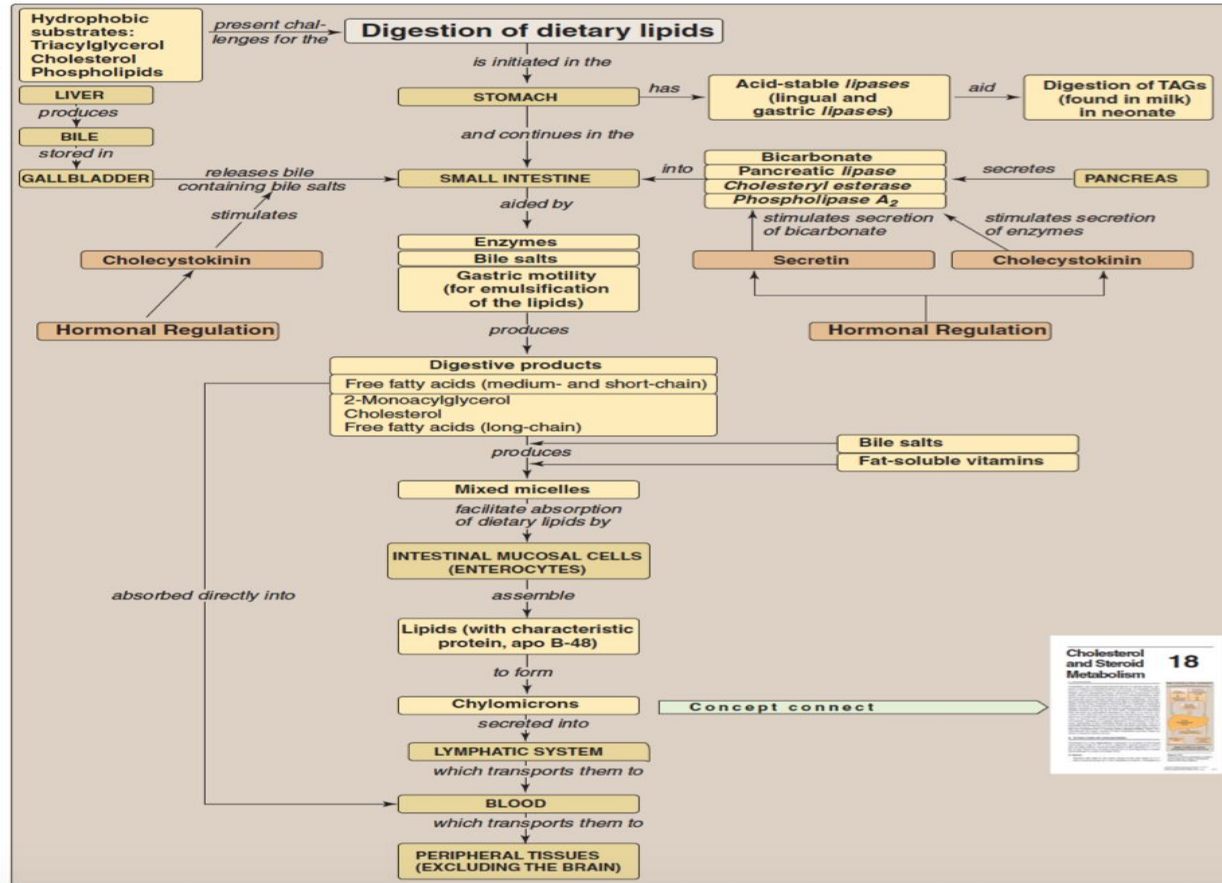 Hydrophobic
substrates:
Triacylglycerol
Cholesterol
Phospholipids
present chal-
lenges for the
Digestion of dietary lipids
is initiated in the
LIVER
produces
BILE
stored in
GALLBLADDER
releases bile
containing bile salts
stimulates
Cholecystokinin
Hormonal Regulation
STOMACH
has
Acid-stable lipases
(lingual and
gastric lipases)
aid
Digestion of TAGs
(found in milk)
in neonate
and continues in the
SMALL INTESTINE
into
Bicarbonate
Pancreatic lipase
Cholesteryl esterase
Phospholipase A2
secretes
PANCREAS
stimulates secretion
of bicarbonate
stimulates secretion
of enzymes
Secretin
Cholecystokinin
Hormonal Regulation
aided by
Enzymes
Bile salts
Gastric motility
(for emulsification
of the lipids)
produces
Digestive products
Free fatty acids (medium- and short-chain)
2-Monoacylglycerol
Cholesterol
Free fatty acids (long-chain)
produces
Bile salts
Fat-soluble vitamins
Mixed micelles
facilitate absorption
of dietary lipids by
INTESTINAL MUCOSAL CELLS
(ENTEROCYTES)
absorbed directly into
assemble
Lipids (with characteristic
protein, apo B-48)
to form
Chylomicrons
Concept connect
Cholesterol
and Steroid
Metabolism
18
secreted into
LYMPHATIC SYSTEM
which transports them to
BLOOD
which transports them to
PERIPHERAL TISSUES
(EXCLUDING THE BRAIN)